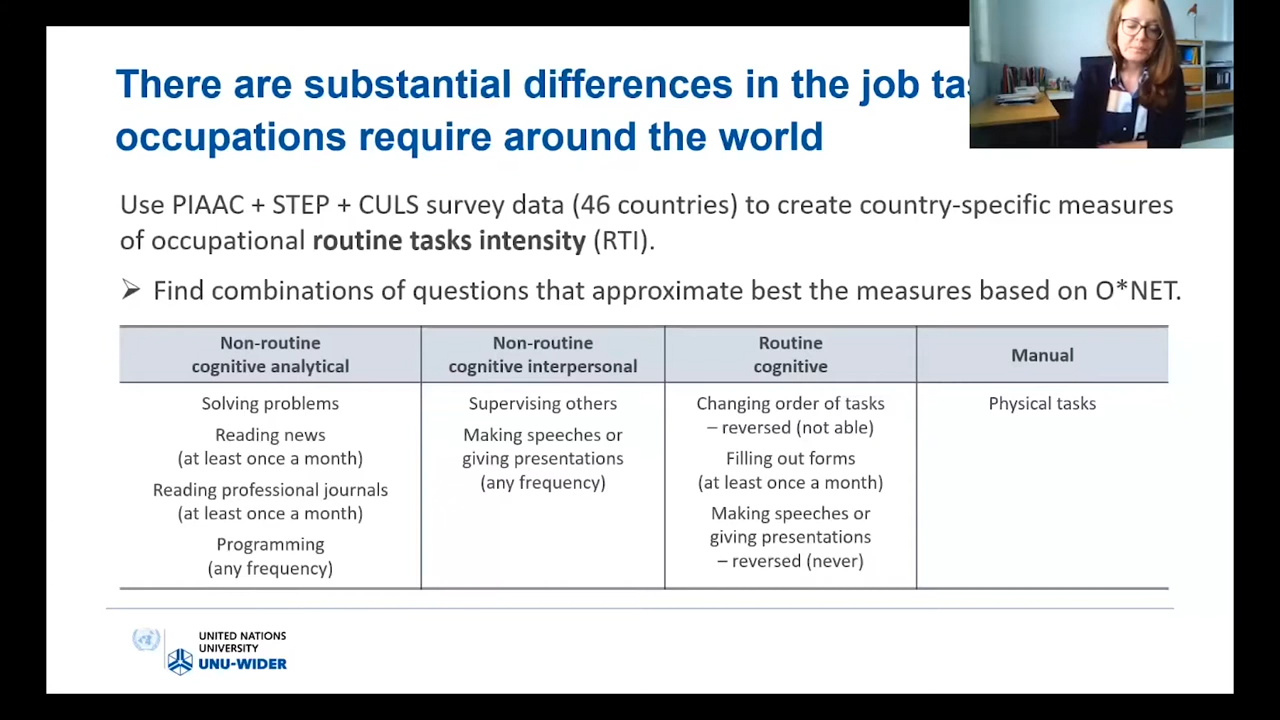 There are substantial differences in the job
occupations require around the world
Use PIAAC + STEP + CULS survey data (46 countries) to create country-specific measures
of occupational routine tasks intensity (RTI).
➢ Find combinations of questions that approximate best the measures based on O*NET.
Non-routine
cognitive analytical
Non-routine
cognitive interpersonal
Routine
cognitive
Manual
Solving problems
Reading news
(at least once a month)
Reading professional journals
(at least once a month)
Programming
(any frequency)
Supervising others
Making speeches or
giving presentations
(any frequency)
Changing order of tasks
– reversed (not able)
Filling out forms
(at least once a month)
Making speeches or
giving presentations
– reversed (never)
Physical tasks
UNITED NATIONS
UNIVERSITY
UNU-WIDER